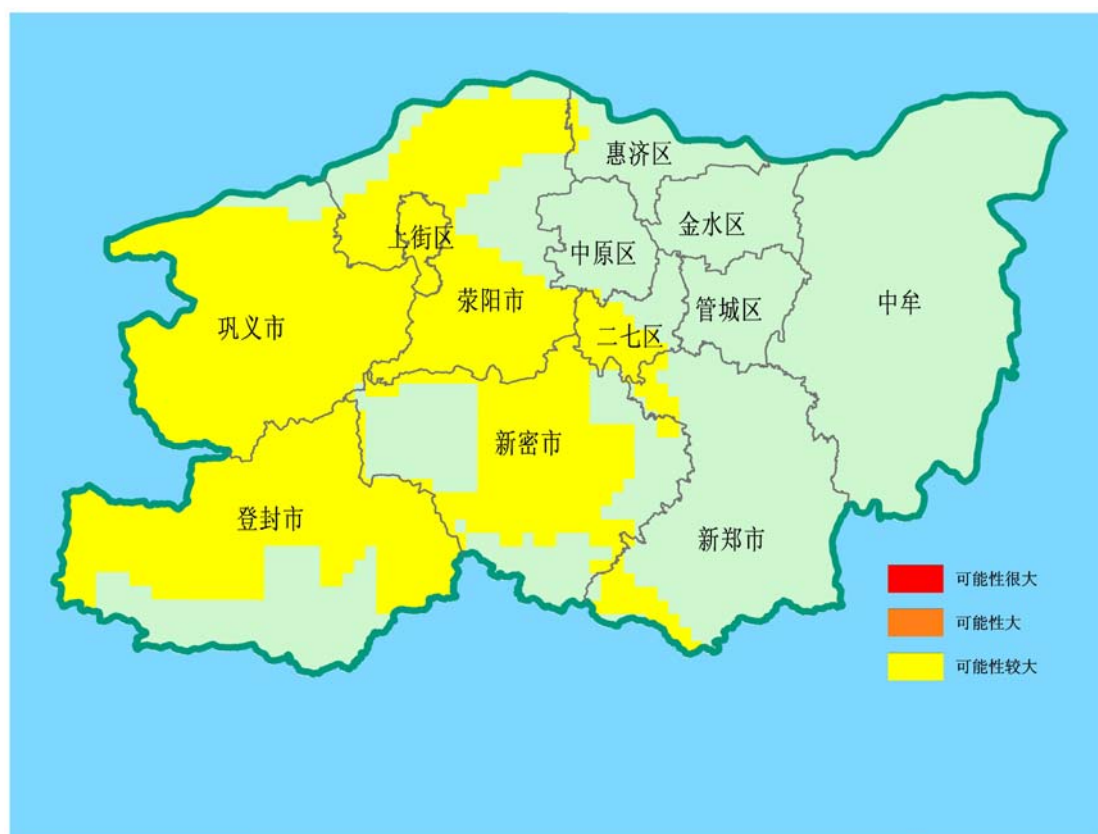 惠济区
金水区
上街区
中原区
荥阳市
中牟
管城区
巩义市
二七区
新密市
登封市
新郑市
可能性很大
可能性大
可能性较大